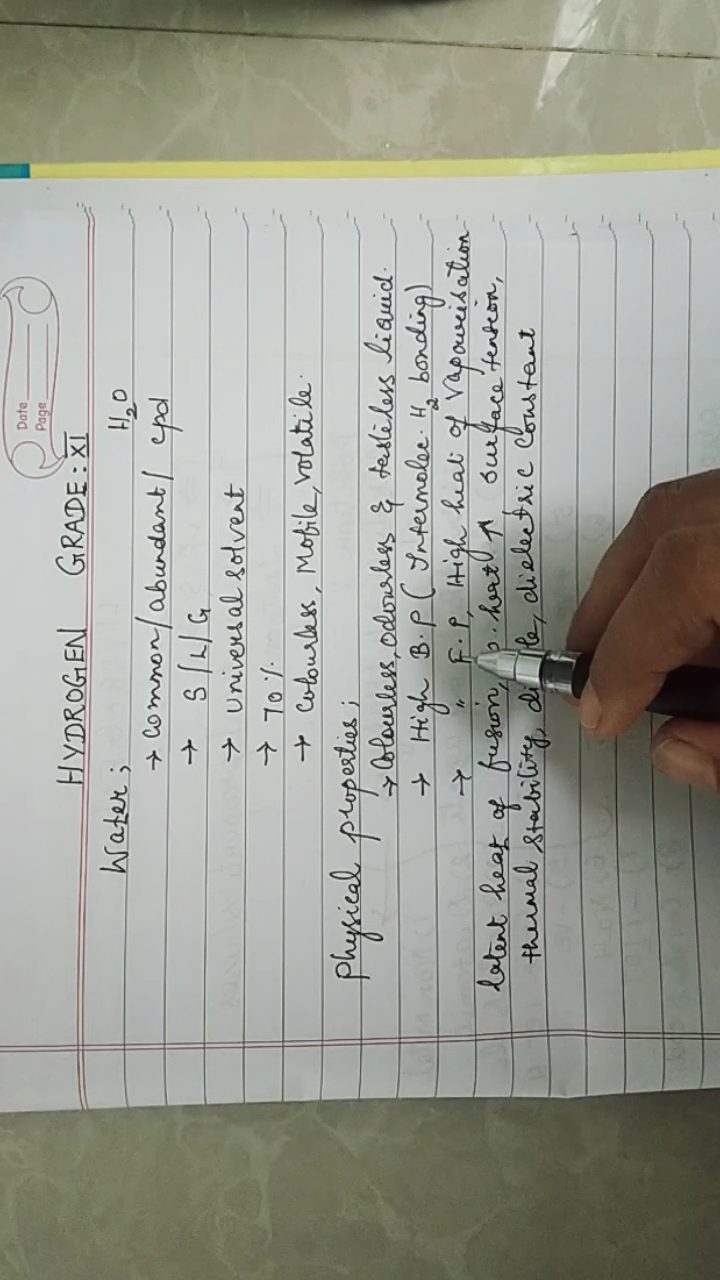 Date
Page
HYDROGEN GRADE: XI
Water; H2O
→ Common/abundant/ cpd
→ S/L/G
→ Universal solvent
→ 70%
→ Colourless, Mobile, volatile.
Physical properties;
→ Colourless, odourless & tasteless liquid.
→ High B.P ( Intermolec. H2 bonding)
→ " F.P, High heat of vapourisation
latent heat of fusion, heat ↑ surface tension,
thermal stability, dielectric constant